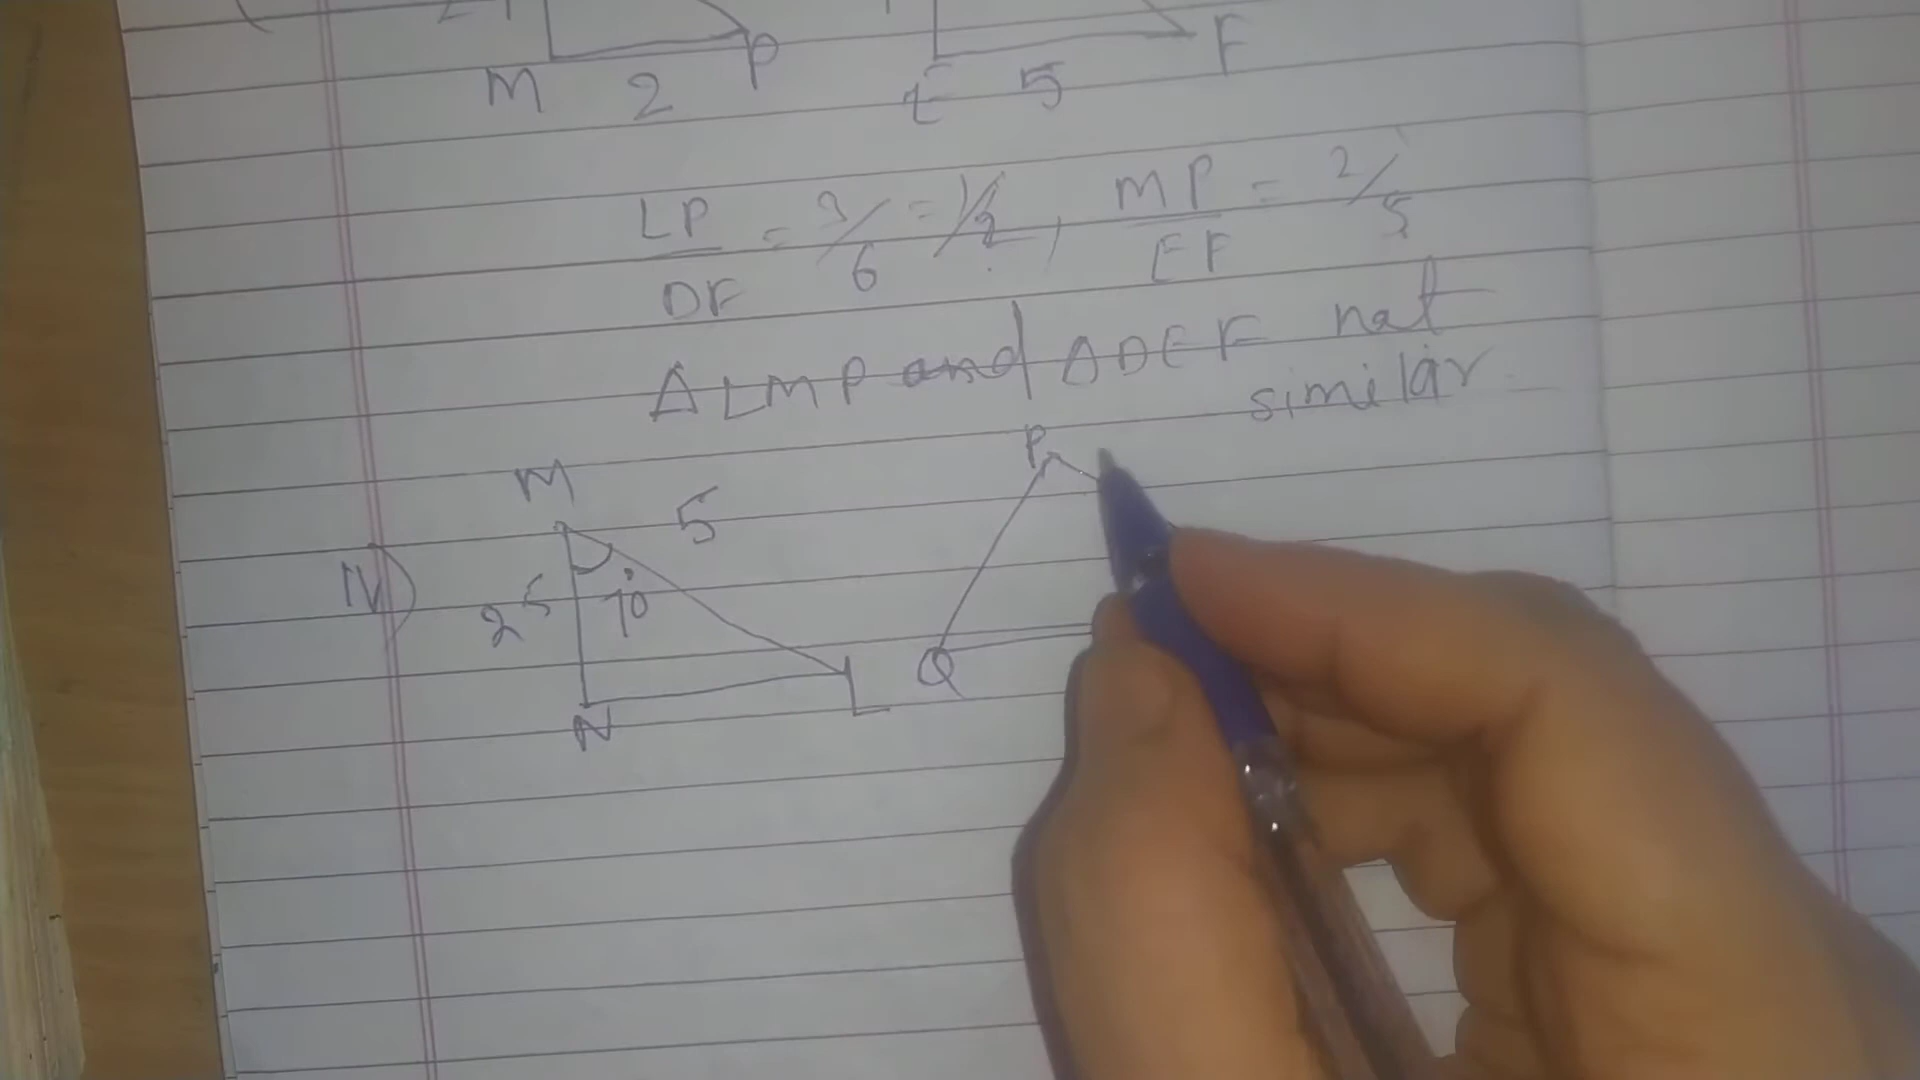 M 2 P E 5 F
LP/DF = 3/6 = 1/2, MP/EF = 2/5
ΔLMP and ΔDEF not
similar
P
M 5
IV) 2.5 70°
Q
N L